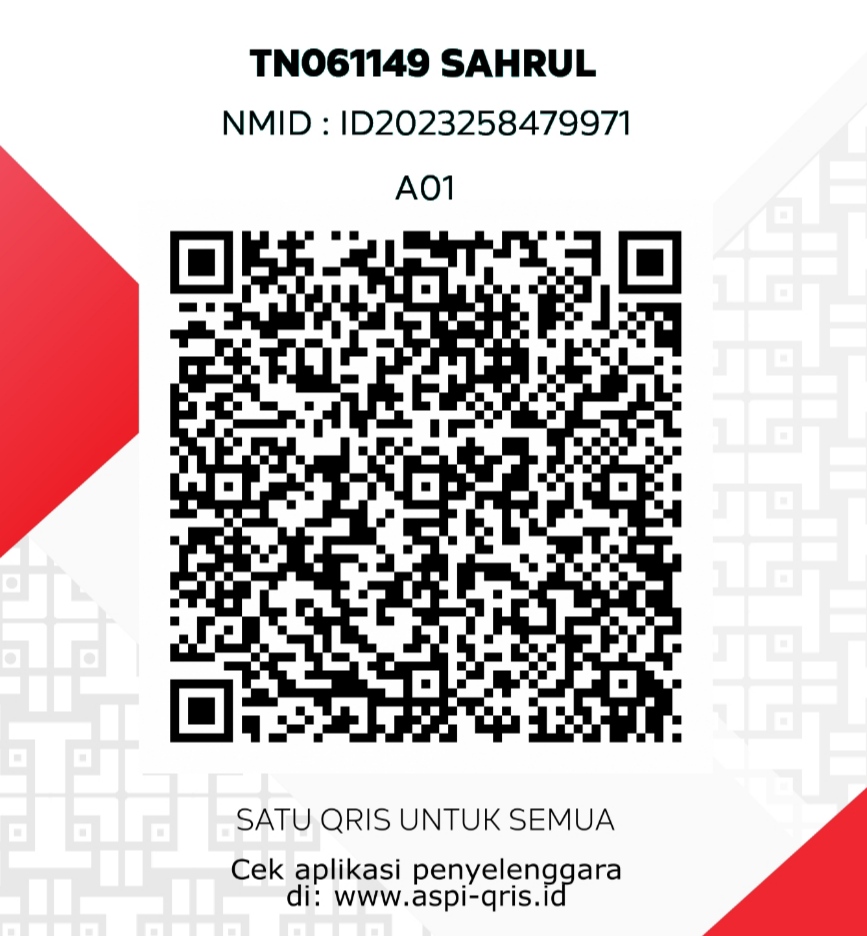 TN061149 SAHRUL
NMID : ID2023258479971
A01
SATU QRIS UNTUK SEMUA
Cek aplikasi penyelenggara
di: www.aspi-qris.id